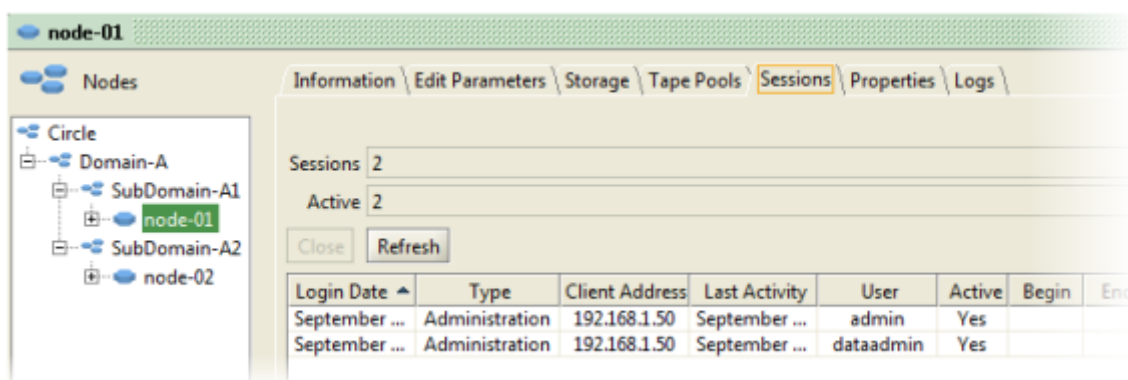 node-01
Nodes
Circle
Domain-A
SubDomain-A1
node-01
SubDomain-A2
node-02
Information Edit Parameters Storage Tape Pools Sessions Properties Logs
Sessions 2
Active 2
Close Refresh
Login Date Type Client Address Last Activity User Active Begin
September ... Administration 192.168.1.50 September ... admin Yes
September ... Administration 192.168.1.50 September ... dataadmin Yes